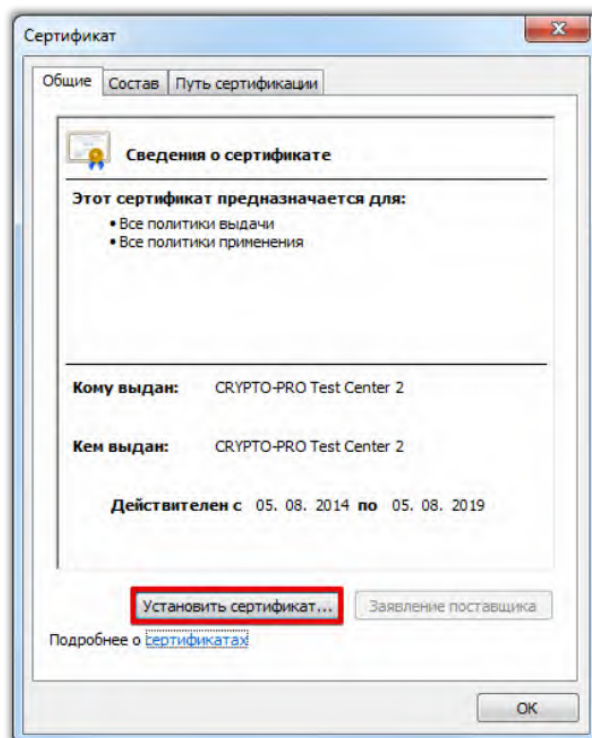 Сертификат
Общие Состав Путь сертификации
Сведения о сертификате
Этот сертификат предназначается для:
• Все политики выдачи
• Все политики применения
Кому выдан: CRYPTO-PRO Test Center 2
Кем выдан: CRYPTO-PRO Test Center 2
Действителен с 05. 08. 2014 по 05. 08. 2019
Установить сертификат... Заявление поставщика
Подробнее о сертификатах
ОК